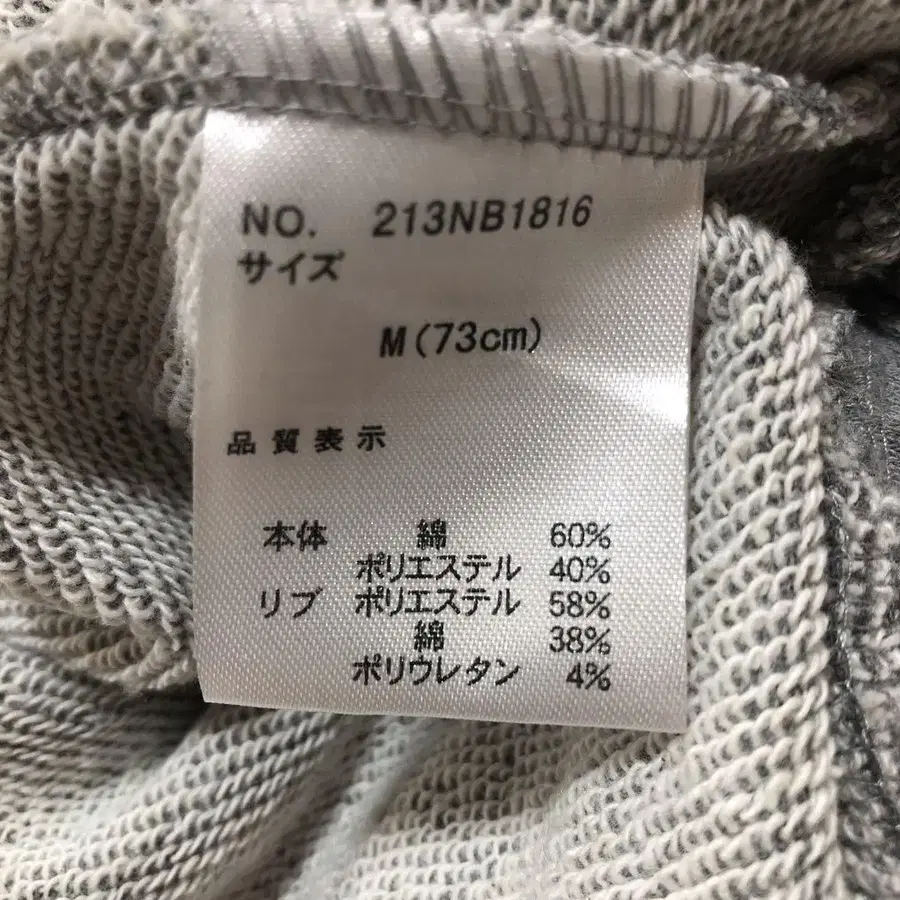 NO. 213NB1816
サイズ
M(73cm)
品質表示
本体 綿 60%
ポリエステル 40%
リブ ポリエステル 58%
綿 38%
ポリウレタン 4%